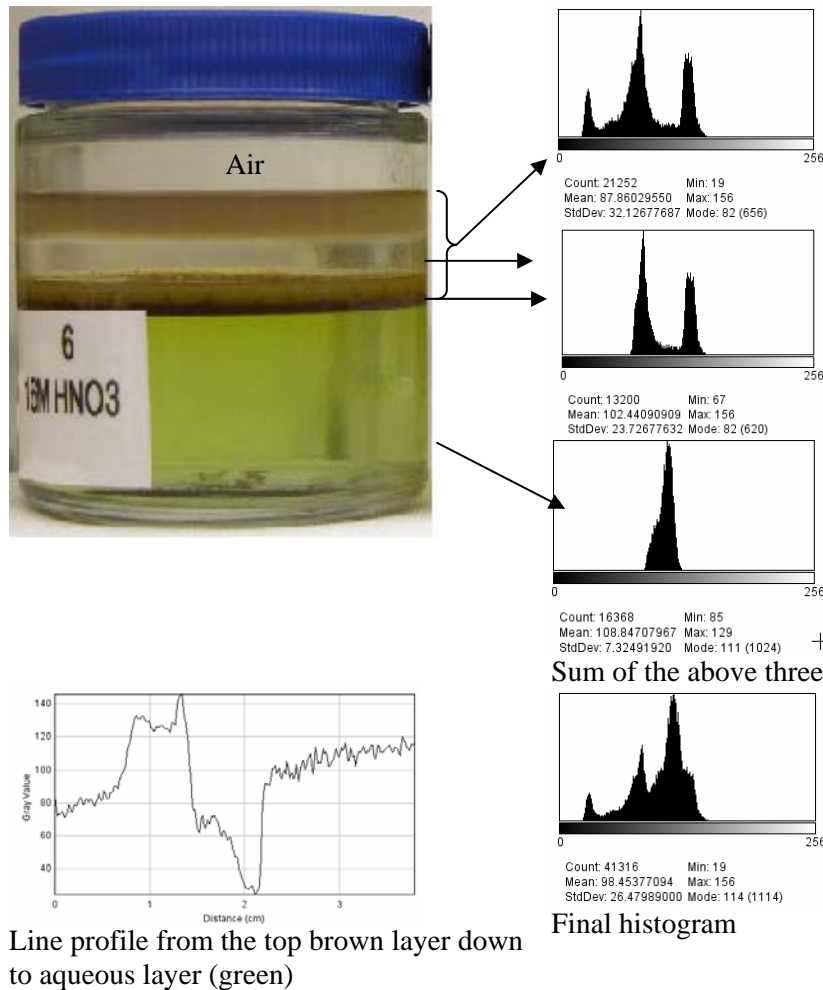 Air
6
15M HNO3
0 256
Count: 21252 Min: 19
Mean: 87.86029550 Max: 156
StdDev: 32.12677687 Mode: 82 (656)
0 256
Count: 13200 Min: 67
Mean: 102.44090909 Max: 156
StdDev: 23.72677632 Mode: 82 (620)
0 256
Count: 16368 Min: 85
Mean: 108.84707967 Max: 129
StdDev: 7.32491920 Mode: 111 (1024)
Sum of the above three
0 256
Count: 41316 Min: 19
Mean: 98.45377094 Max: 156
StdDev: 26.47989000 Mode: 114 (1114)
Final histogram
140
120
100
80
60
40
Gray Value
0 1 2 3
Distance (cm)
Line profile from the top brown layer down
to aqueous layer (green)